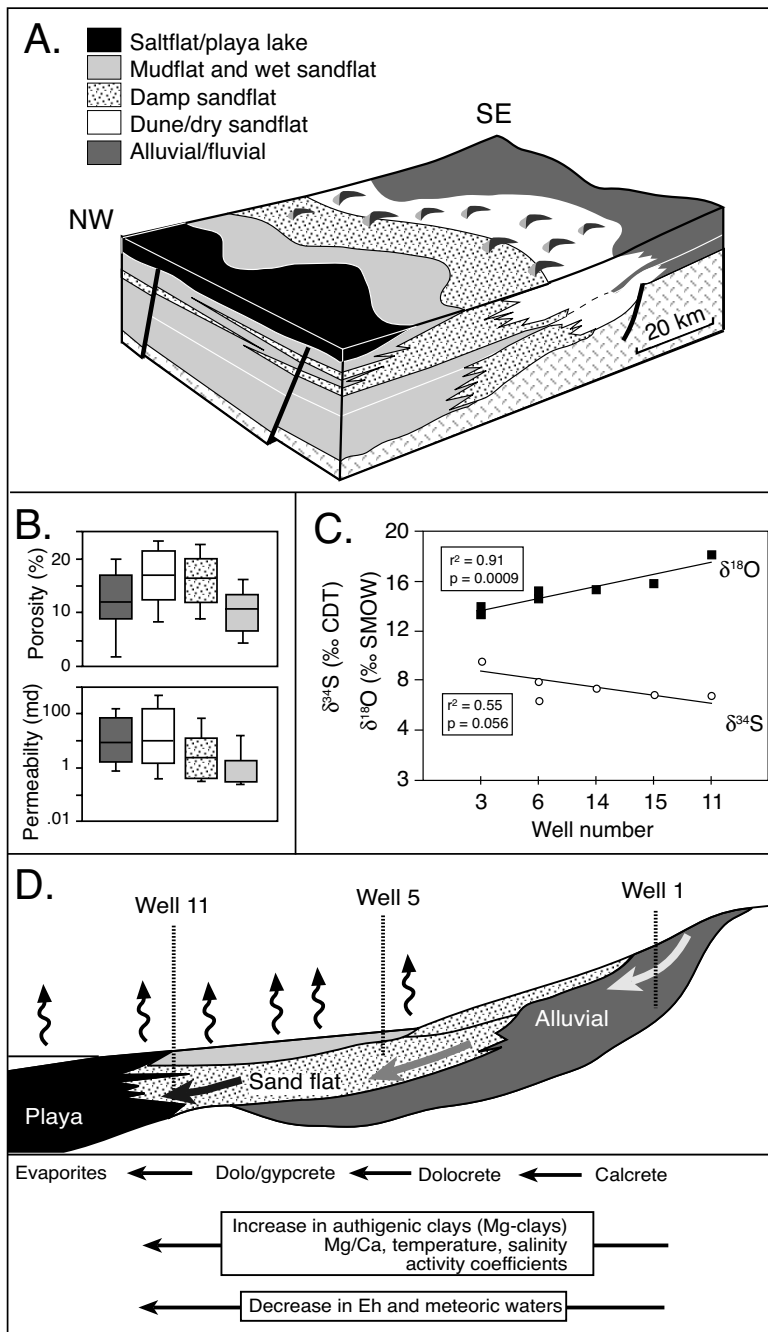 A.
Saltflat/playa lake
Mudflat and wet sandflat
Damp sandflat
Dune/dry sandflat
Alluvial/fluvial
SE
NW
20 km
B.
Porosity (%)
20
10
0
Permeabilty (md)
100
1
.01
C.
δ34S (‰ CDT)
δ18O (‰ SMOW)
20
16
12
8
4
3
r2 = 0.91
p = 0.0009
δ18O
r2 = 0.55
p = 0.056
δ34S
3 6 14 15 11
Well number
D.
Well 11
Well 5
Well 1
Alluvial
Sand flat
Playa
Evaporites Dolo/gypcrete Dolocrete Calcrete
Increase in authigenic clays (Mg-clays)
Mg/Ca, temperature, salinity
activity coefficients
Decrease in Eh and meteoric waters